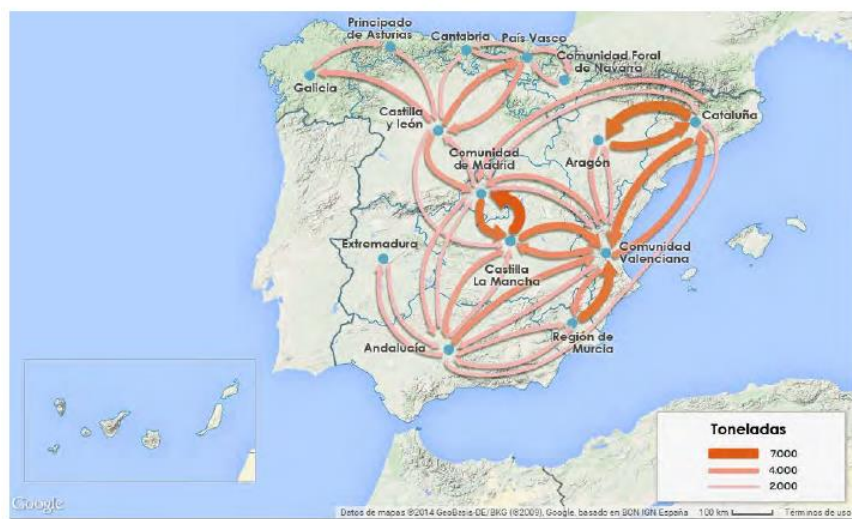 Principado
de Asturias
Cantabria
País Vasco
Comunidad Foral
de Navarra
Galicia
Castilla
y león
Cataluña
Aragón
Comunidad
de Madrid
Extremadura
Castilla
La Mancha
Comunidad
Valenciana
Andalucía
Región de
Murcia
Toneladas
7.000
4.000
2.000
Google
Datos de mapas ©2014 GeoBasis-DE/BKG (©2009), Google, basado en BCN IGN España
100 km
Términos de uso